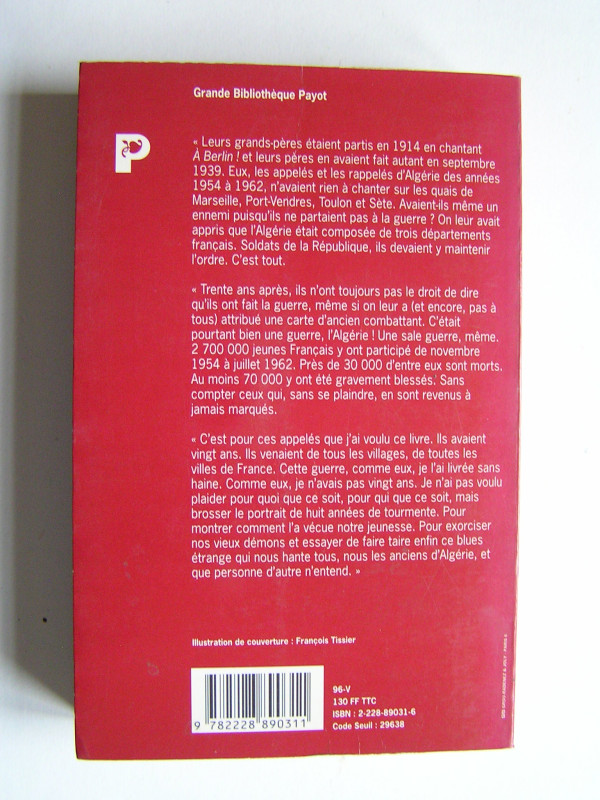 Grande Bibliothèque Payot
P
« Leurs grands-pères étaient partis en 1914 en chantant
À Berlin ! et leurs pères en avaient fait autant en septembre
1939. Eux, les appelés et les rappelés d'Algérie des années
1954 à 1962, n'avaient rien à chanter sur les quais de
Marseille, Port-Vendres, Toulon et Sète. Avaient-ils même un
ennemi puisqu'ils ne partaient pas à la guerre ? On leur avait
appris que l'Algérie était composée de trois départements
français. Soldats de la République, ils devaient y maintenir
l'ordre. C'est tout.
« Trente ans après, ils n'ont toujours pas le droit de dire
qu'ils ont fait la guerre, même si on leur a (et encore, pas à
tous) attribué une carte d'ancien combattant. C'était
pourtant bien une guerre, l'Algérie ! Une sale guerre, même.
2 700 000 jeunes Français y ont participé de novembre
1954 à juillet 1962. Près de 30 000 d'entre eux sont morts.
Au moins 70 000 y ont été gravement blessés. Sans
compter ceux qui, sans se plaindre, en sont revenus à
jamais marqués.
« C'est pour ces appelés que j'ai voulu ce livre. Ils avaient
vingt ans. Ils venaient de tous les villages, de toutes les
villes de France. Cette guerre, comme eux, je l'ai livrée sans
haine. Comme eux, je n'avais pas vingt ans. Je n'ai pas voulu
plaider pour quoi que ce soit, pour qui que ce soit, mais
brosser le portrait de huit années de tourmente. Pour
montrer comment l'a vécue notre jeunesse. Pour exorciser
nos vieux démons et essayer de faire taire enfin ce blues
étrange qui nous hante tous, nous les anciens d'Algérie, et
que personne d'autre n'entend. »
Illustration de couverture : François Tissier
96-V
130 FF TTC
ISBN : 2-228-89031-6
Code Seuil : 29638
9 782228 890311